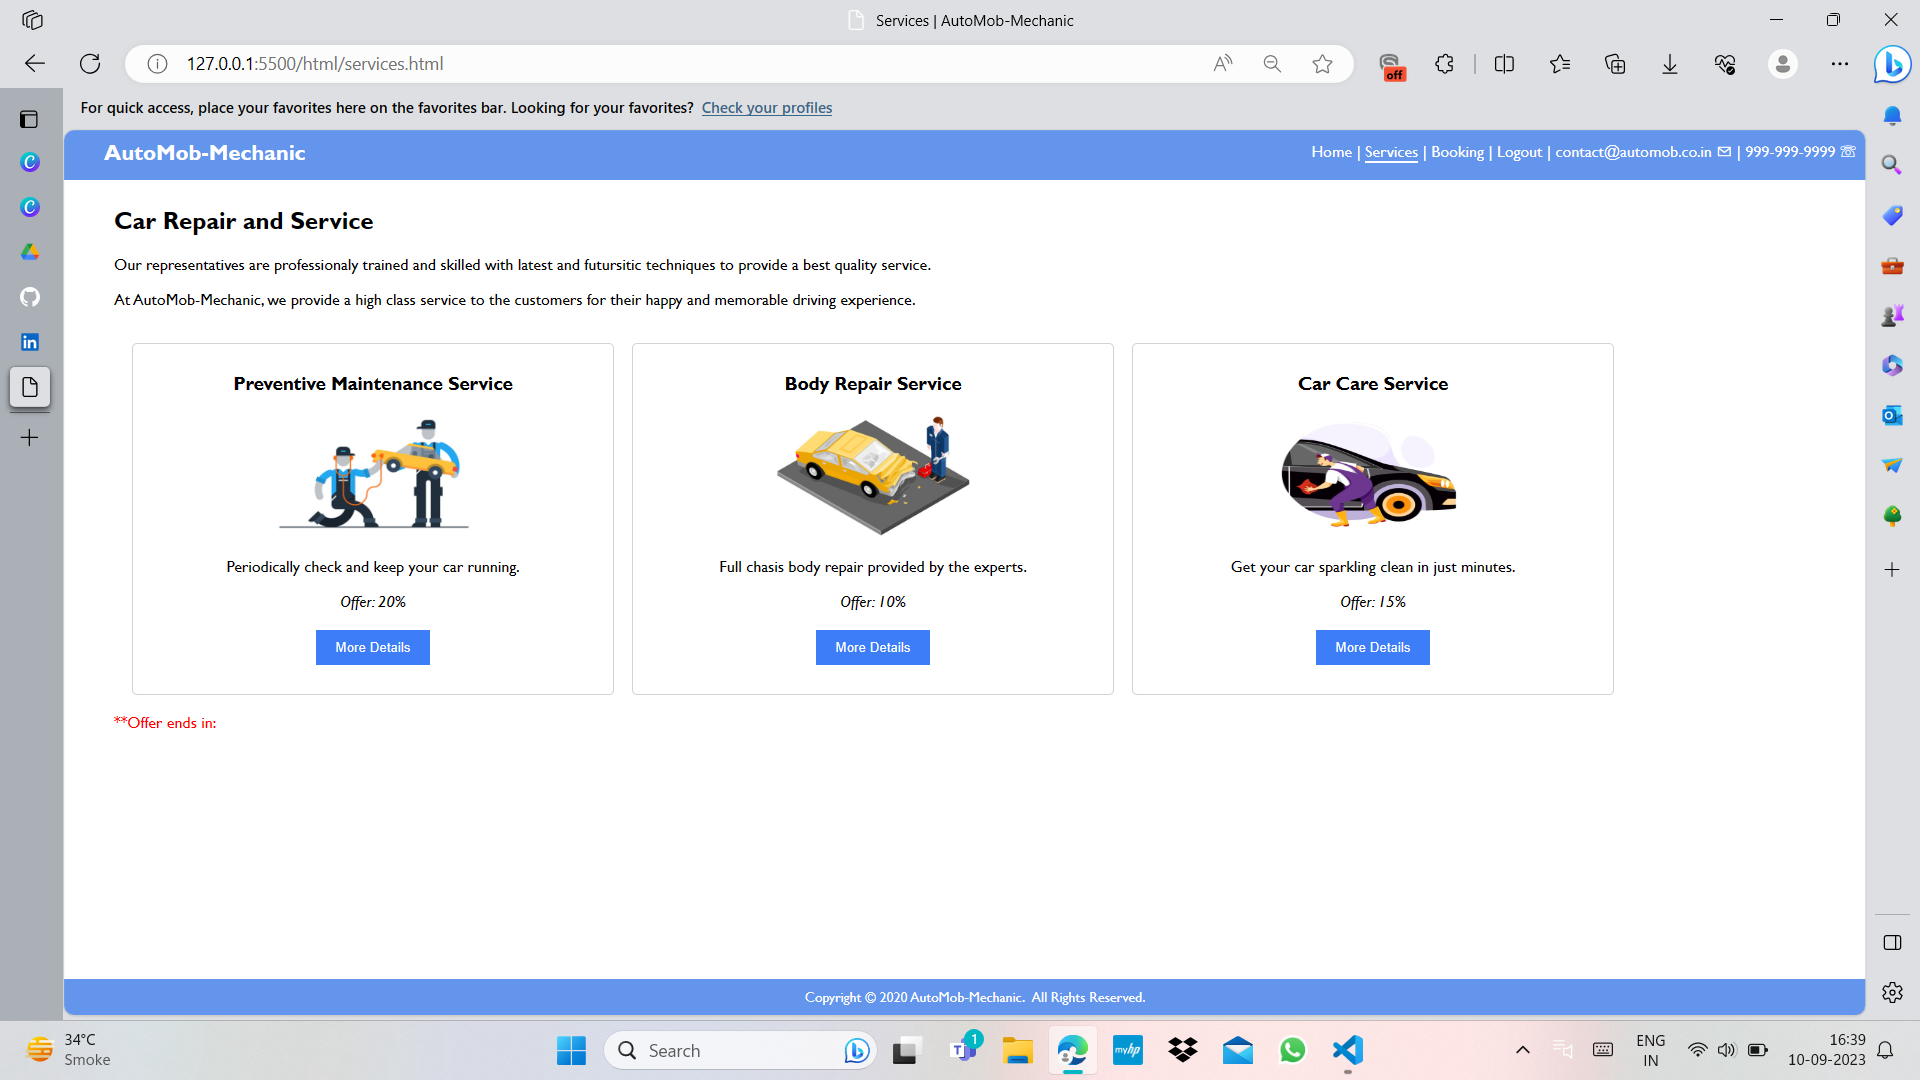 Services | AutoMob-Mechanic
127.0.0.1:5500/html/services.html
off
For quick access, place your favorites here on the favorites bar. Looking for your favorites? Check your profiles
AutoMob-Mechanic
Home | Services | Booking | Logout | contact@automob.co.in ✉ | 999-999-9999 ☏
Car Repair and Service
Our representatives are professionaly trained and skilled with latest and futursitic techniques to provide a best quality service.
At AutoMob-Mechanic, we provide a high class service to the customers for their happy and memorable driving experience.
Preventive Maintenance Service
Periodically check and keep your car running.
Offer: 20%
More Details
Body Repair Service
Full chasis body repair provided by the experts.
Offer: 10%
More Details
Car Care Service
Get your car sparkling clean in just minutes.
Offer: 15%
More Details
**Offer ends in:
Copyright © 2020 AutoMob-Mechanic. All Rights Reserved.
34°C
Smoke
Search
1
myhp
ENG
IN
16:39
10-09-2023